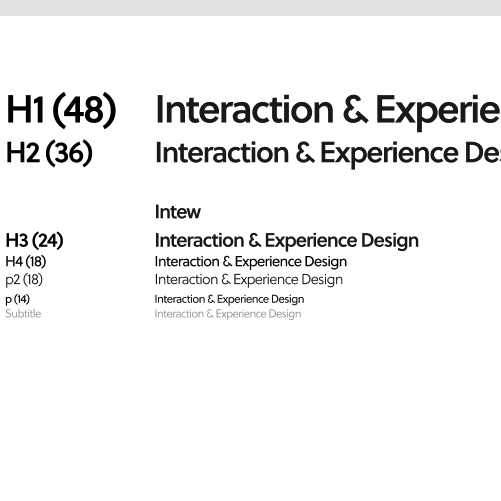 H1 (48) Interaction & Experie
H2 (36) Interaction & Experience De
Intew
H3 (24) Interaction & Experience Design
H4 (18) Interaction & Experience Design
p2 (18) Interaction & Experience Design
p (14) Interaction & Experience Design
Subtitle Interaction & Experience Design